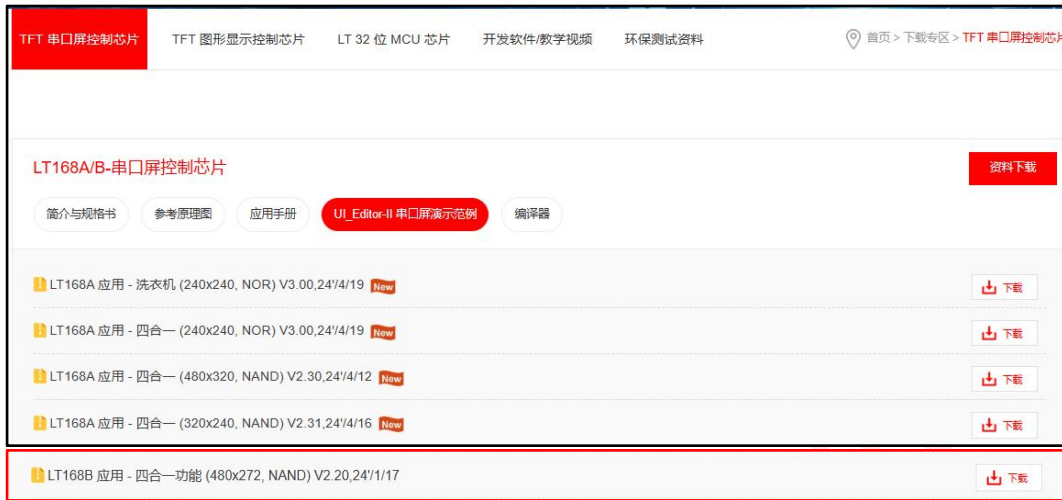 TFT 串口屏控制芯片 TFT 图形显示控制芯片 LT 32 位 MCU 芯片 开发软件/教学视频 环保测试资料 首页 > 下载专区 > TFT 串口屏控制芯片
LT168A/B-串口屏控制芯片 资料下载
简介与规格书 参考原理图 应用手册 UI_Editor-II 串口屏演示范例 编译器
LT168A 应用 - 洗衣机 (240x240, NOR) V3.00,24'/4/19 New 下载
LT168A 应用 - 四合一 (240x240, NOR) V3.00,24'/4/19 New 下载
LT168A 应用 - 四合一 (480x320, NAND) V2.30,24'/4/12 New 下载
LT168A 应用 - 四合一 (320x240, NAND) V2.31,24'/4/16 New 下载
LT168B 应用 - 四合一功能 (480x272, NAND) V2.20,24'/1/17 下载